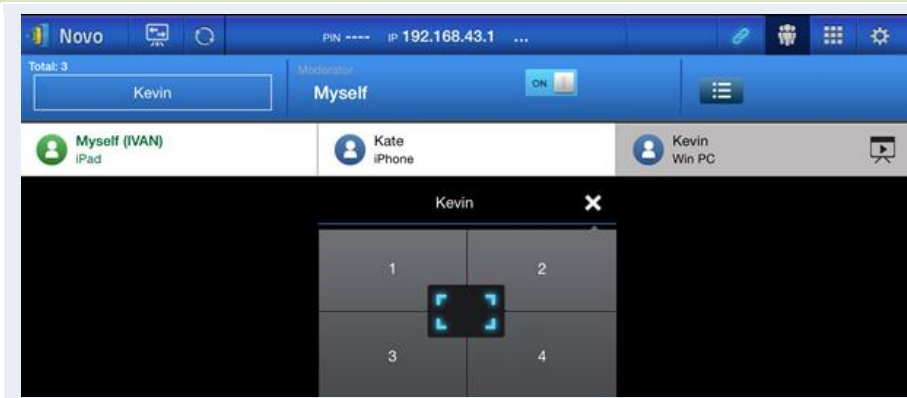 Novo PIN ---- IP 192.168.43.1 ...
Total: 3
Kevin
Moderator
Myself
ON
Myself (IVAN)
iPad
Kate
iPhone
Kevin
Win PC
Kevin
1 2
3 4